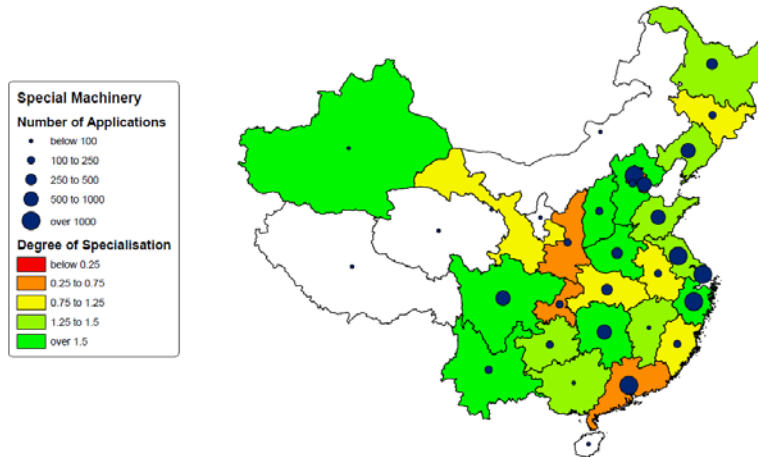 Special Machinery
Number of Applications
below 100
100 to 250
250 to 500
500 to 1000
over 1000
Degree of Specialisation
below 0.25
0.25 to 0.75
0.75 to 1.25
1.25 to 1.5
over 1.5